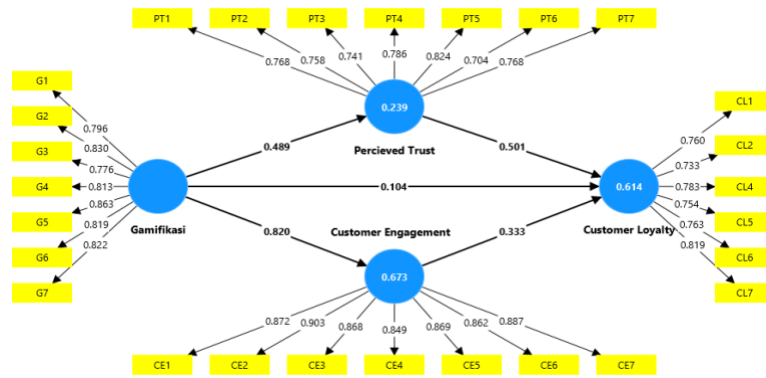 PT1 PT2 PT3 PT4 PT5 PT6 PT7
0.768 0.758 0.741 0.786 0.824 0.704 0.768
G1
G2
G3
G4
G5
G6
G7
0.796
0.830
0.776
0.813
0.863
0.819
0.822
Gamifikasi
0.239
Percieved Trust
0.489
0.501
0.104
0.820
0.333
Customer Engagement
0.673
0.614
Customer Loyalty
0.760
0.733
0.783
0.754
0.763
0.819
CL1
CL2
CL4
CL5
CL6
CL7
0.872 0.903 0.868 0.849 0.869 0.862 0.887
CE1 CE2 CE3 CE4 CE5 CE6 CE7